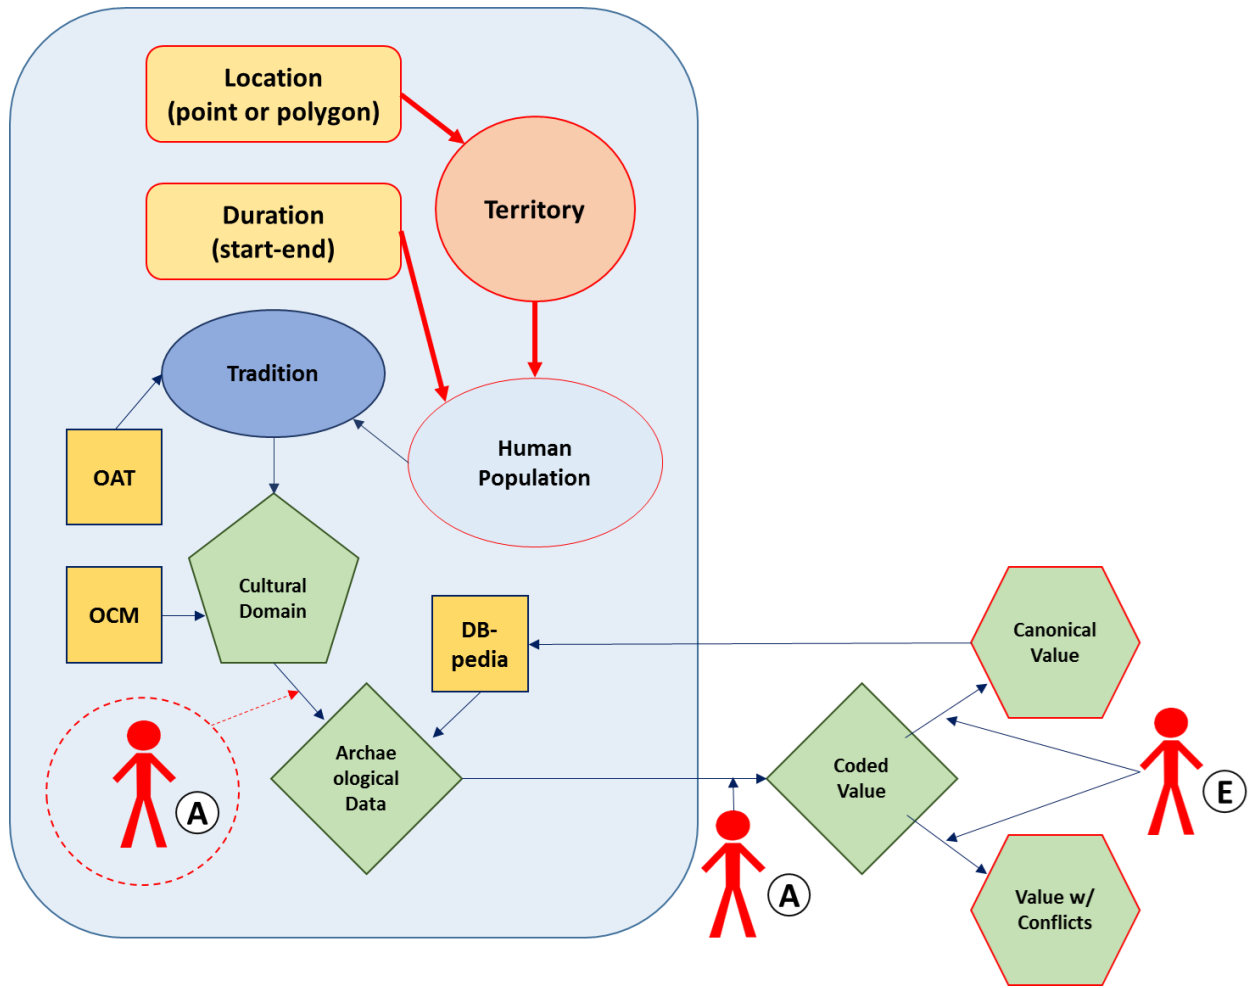 Location
(point or polygon)
Territory
Duration
(start-end)
Tradition
Human
Population
OAT
Cultural
Domain
OCM
DB-
pedia
Canonical
Value
Archae
ological
Data
A
Coded
Value
E
A
Value w/
Conflicts